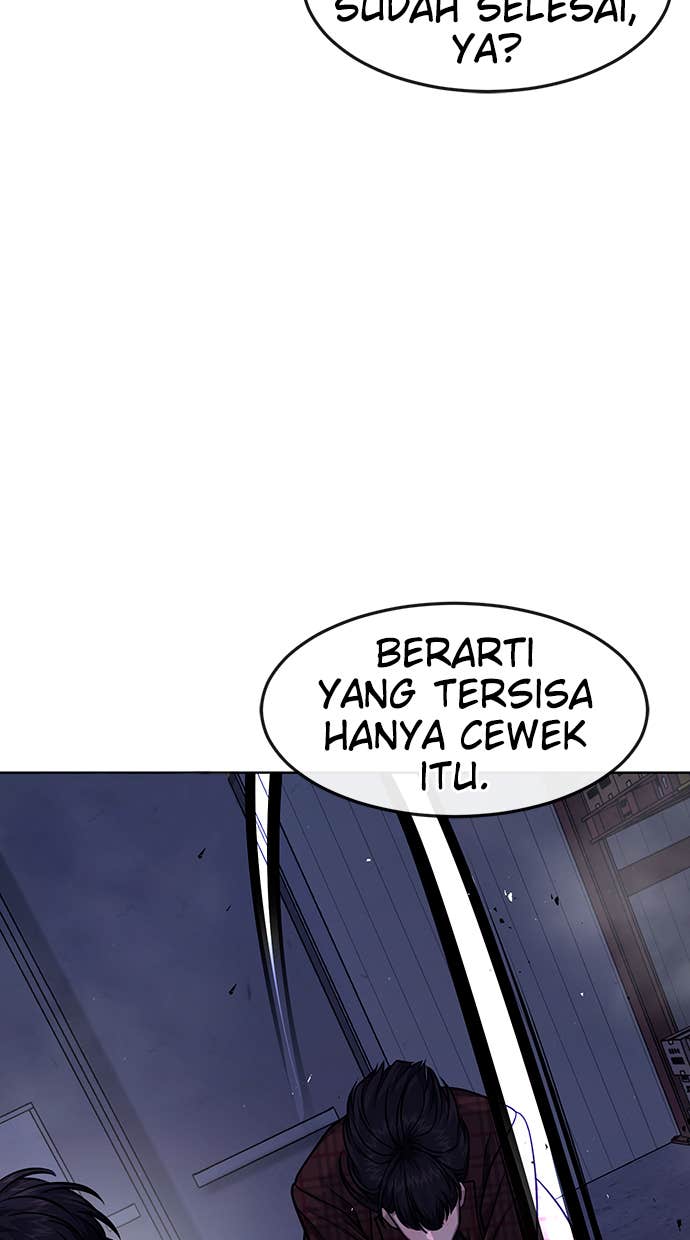 SUDAH SELESAI,
YA?
BERARTI
YANG TERSISA
HANYA CEWEK
ITU.